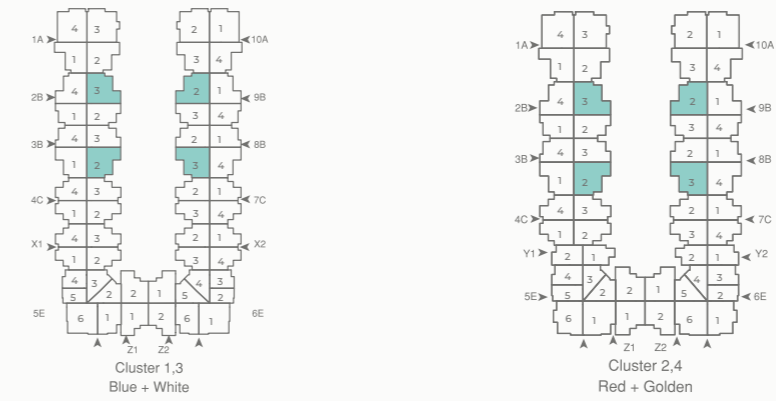 4 3 2 1
1A 10A
1 2 3 4
4 3 2 1
2B 9B
1 2 3 4
4 3 2 1
3B 8B
1 2 3 4
4 3 2 1
4C 7C
1 2 3 4
4 3 2 1
X1 X2
1 2 3 4
4 3 4 3
5 2 2 1 5 2
5E 6 1 1 2 6 1 6E
Z1 Z2
Cluster 1,3
Blue + White
4 3 2 1
1A 10A
1 2 3 4
4 3 2 1
2B 9B
1 2 3 4
4 3 2 1
3B 8B
1 2 3 4
4 3 2 1
4C 7C
1 2 3 4
Y1 2 1 2 1 Y2
4 3 4 3
5E 5 2 2 1 5 2 6E
6 1 1 2 6 1
Z1 Z2
Cluster 2,4
Red + Golden